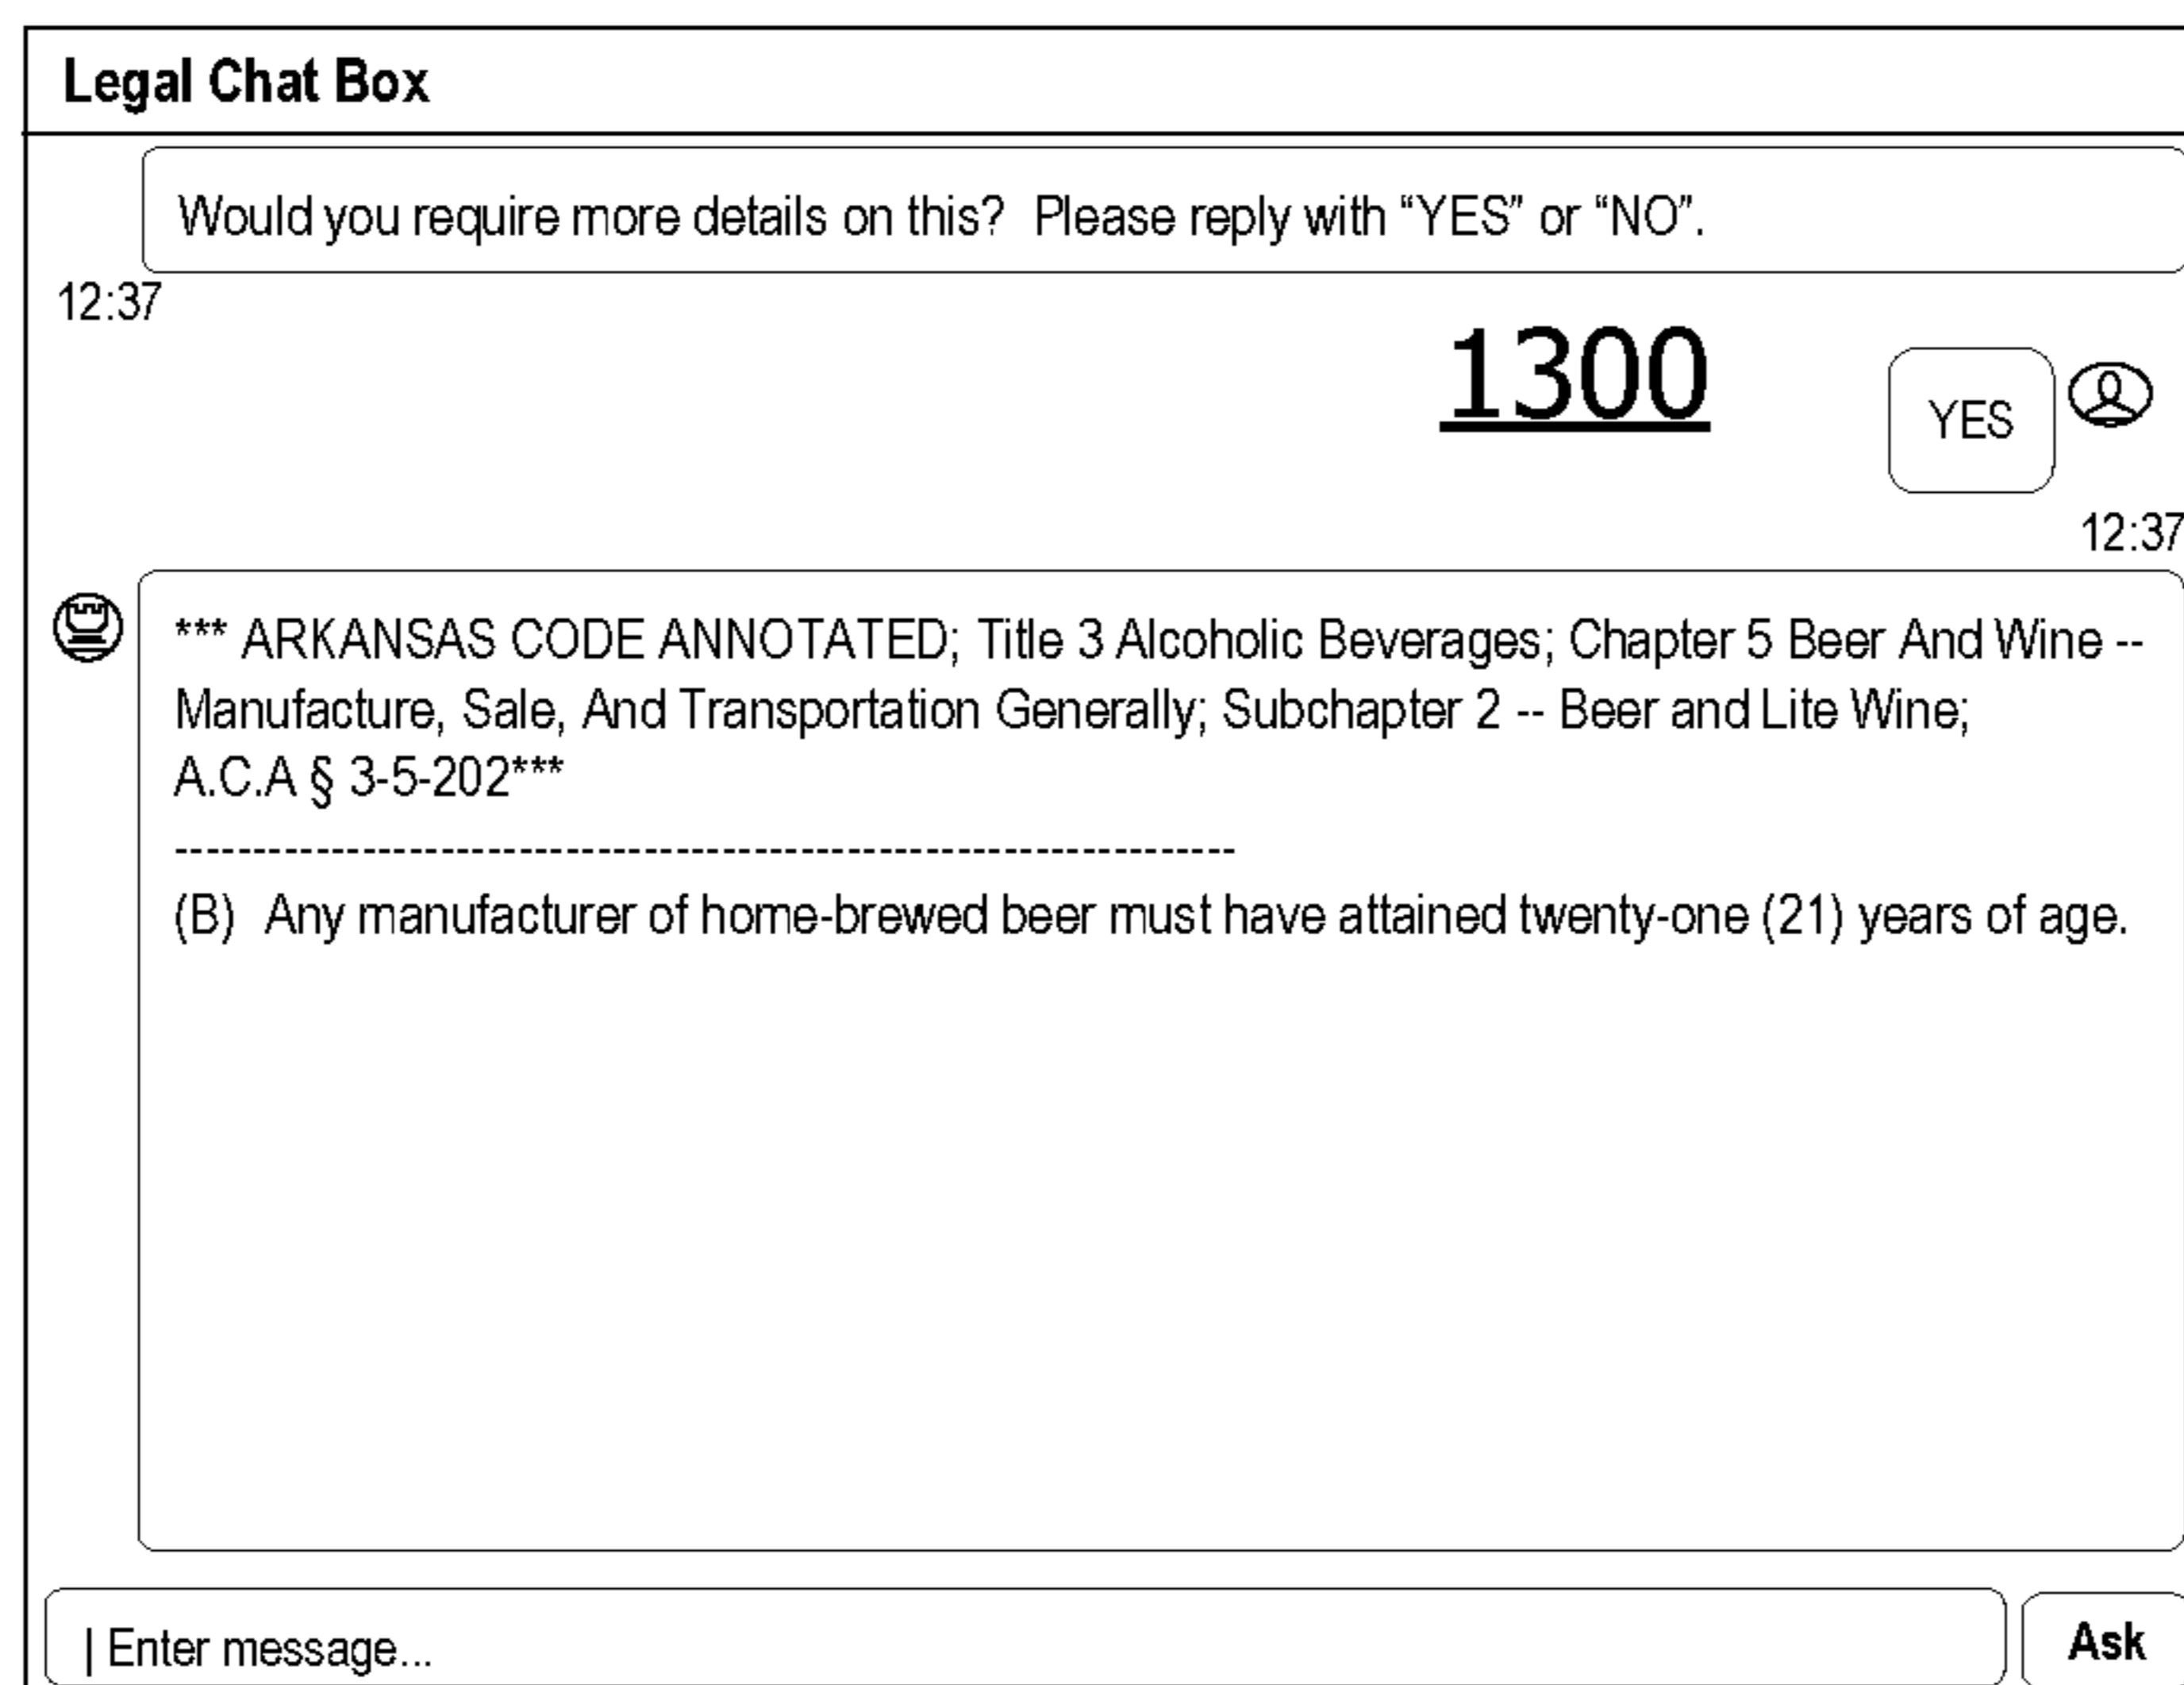 Legal Chat Box
Would you require more details on this?  Please reply with “YES” or “NO”.
12:37
1300
YES
12:37
*** ARKANSAS CODE ANNOTATED; Title 3 Alcoholic Beverages; Chapter 5 Beer And Wine --
Manufacture, Sale, And Transportation Generally; Subchapter 2 -- Beer and Lite Wine;
A.C.A § 3-5-202***
--------------------------------------------------------------------
(B)  Any manufacturer of home-brewed beer must have attained twenty-one (21) years of age.
| Enter message...
Ask